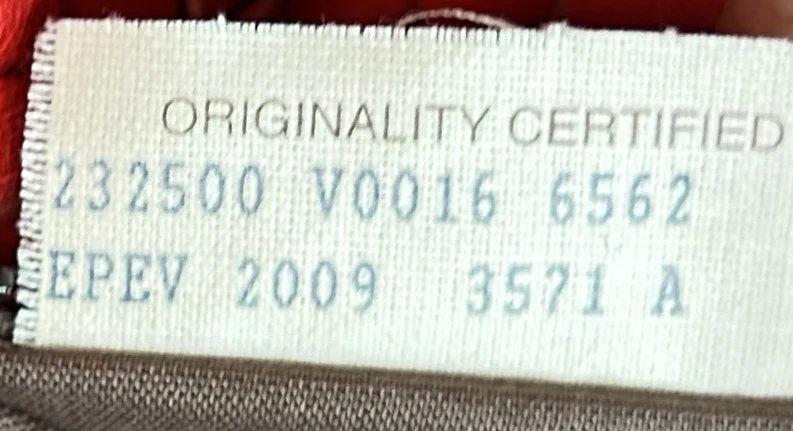 ORIGINALITY CERTIFIED
232500 V0016 6562
EPEV 2009 3571 A